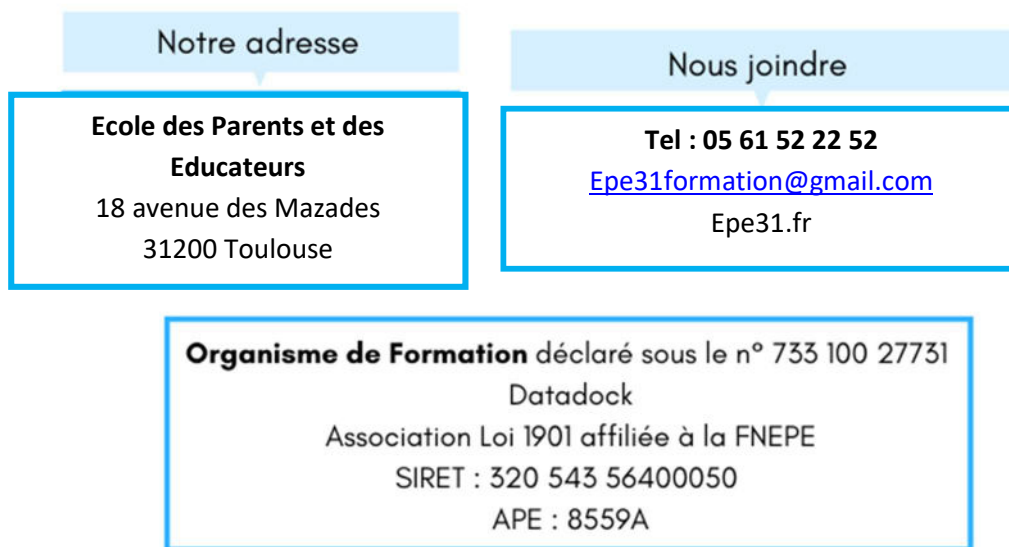 Notre adresse
Ecole des Parents et des
Educateurs
18 avenue des Mazades
31200 Toulouse
Nous joindre
Tel : 05 61 52 22 52
Epe31formation@gmail.com
Epe31.fr
Organisme de Formation déclaré sous le n° 733 100 27731
Datadock
Association Loi 1901 affiliée à la FNEPE
SIRET : 320 543 56400050
APE : 8559A